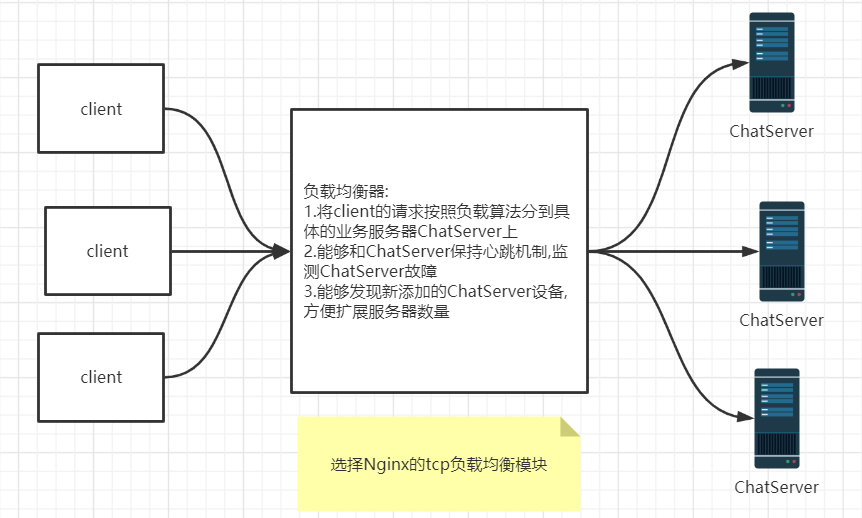 client
client
client
负载均衡器:
1.将client的请求按照负载算法分到具
体的业务服务器ChatServer上
2.能够和ChatServer保持心跳机制,监
测ChatServer故障
3.能够发现新添加的ChatServer设备,
方便扩展服务器数量
选择Nginx的tcp负载均衡模块
ChatServer
ChatServer
ChatServer